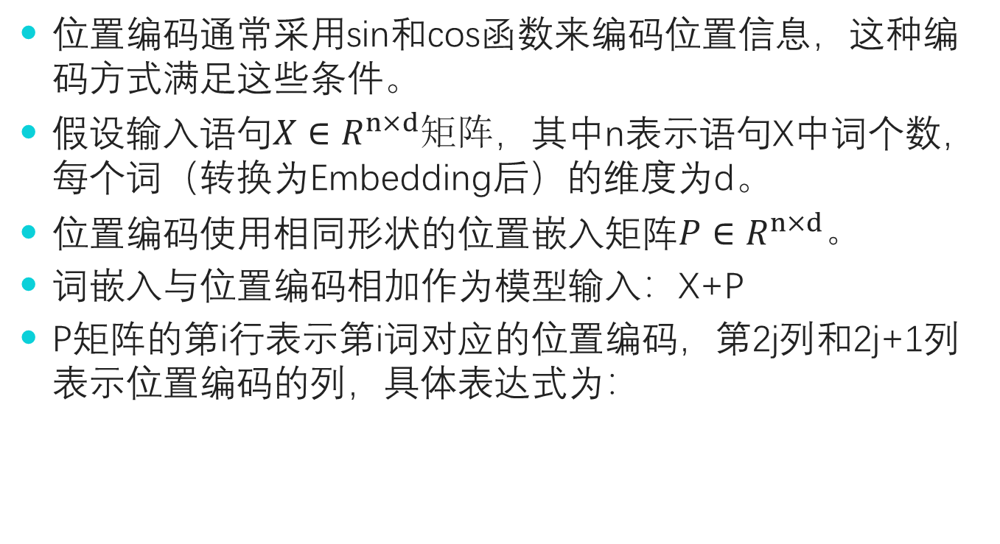 • 位置编码通常采用sin和cos函数来编码位置信息，这种编
码方式满足这些条件。
• 假设输入语句X ∈ R^{n×d}矩阵，其中n表示语句X中词个数，
每个词（转换为Embedding后）的维度为d。
• 位置编码使用相同形状的位置嵌入矩阵P ∈ R^{n×d}。
• 词嵌入与位置编码相加作为模型输入：X+P
• P矩阵的第i行表示第i词对应的位置编码，第2j列和2j+1列
表示位置编码的列，具体表达式为：